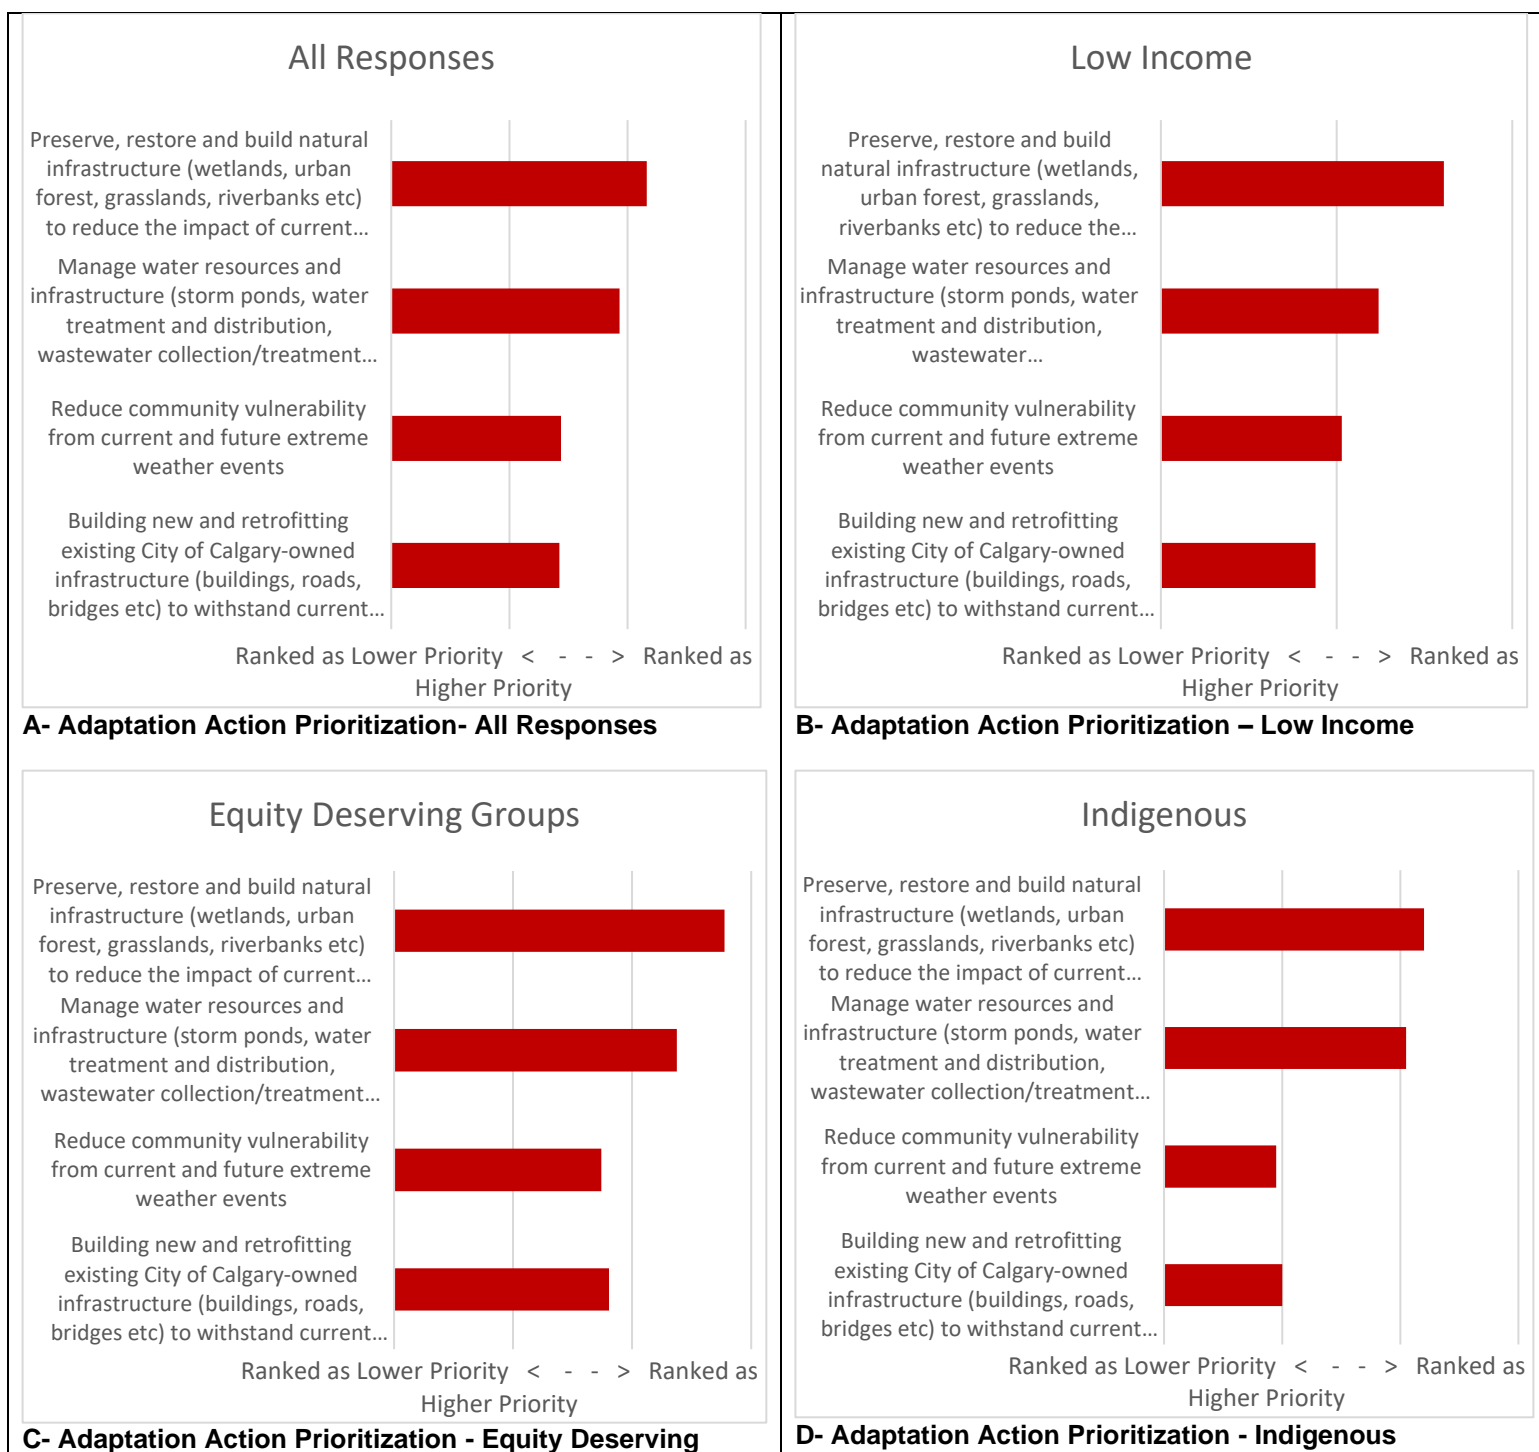 All Responses
Preserve, restore and build natural
infrastructure (wetlands, urban
forest, grasslands, riverbanks etc)
to reduce the impact of current...
Manage water resources and
infrastructure (storm ponds, water
treatment and distribution,
wastewater collection/treatment...
Reduce community vulnerability
from current and future extreme
weather events
Building new and retrofitting
existing City of Calgary-owned
infrastructure (buildings, roads,
bridges etc) to withstand current...
Ranked as Lower Priority < - - > Ranked as
Higher Priority
A- Adaptation Action Prioritization- All Responses
Low Income
Preserve, restore and build
natural infrastructure (wetlands,
urban forest, grasslands,
riverbanks etc) to reduce the...
Manage water resources and
infrastructure (storm ponds, water
treatment and distribution,
wastewater...
Reduce community vulnerability
from current and future extreme
weather events
Building new and retrofitting
existing City of Calgary-owned
infrastructure (buildings, roads,
bridges etc) to withstand current...
Ranked as Lower Priority < - - > Ranked as
Higher Priority
B- Adaptation Action Prioritization – Low Income
Equity Deserving Groups
Preserve, restore and build natural
infrastructure (wetlands, urban
forest, grasslands, riverbanks etc)
to reduce the impact of current...
Manage water resources and
infrastructure (storm ponds, water
treatment and distribution,
wastewater collection/treatment...
Reduce community vulnerability
from current and future extreme
weather events
Building new and retrofitting
existing City of Calgary-owned
infrastructure (buildings, roads,
bridges etc) to withstand current...
Ranked as Lower Priority < - - > Ranked as
Higher Priority
C- Adaptation Action Prioritization - Equity Deserving
Indigenous
Preserve, restore and build natural
infrastructure (wetlands, urban
forest, grasslands, riverbanks etc)
to reduce the impact of current...
Manage water resources and
infrastructure (storm ponds, water
treatment and distribution,
wastewater collection/treatment...
Reduce community vulnerability
from current and future extreme
weather events
Building new and retrofitting
existing City of Calgary-owned
infrastructure (buildings, roads,
bridges etc) to withstand current...
Ranked as Lower Priority < - - > Ranked as
Higher Priority
D- Adaptation Action Prioritization - Indigenous